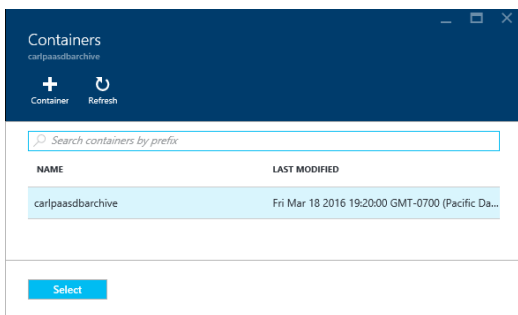 Containers
carlpaasdbarchive
Container Refresh
Search containers by prefix
NAME LAST MODIFIED
carlpaasdbarchive Fri Mar 18 2016 19:20:00 GMT-0700 (Pacific Da...
Select